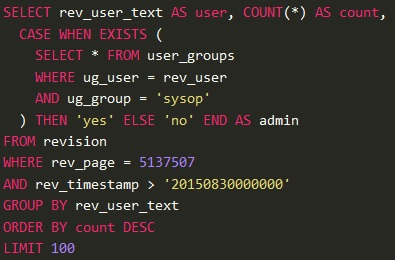 SELECT rev_user_text AS user, COUNT(*) AS count,
  CASE WHEN EXISTS (
    SELECT * FROM user_groups
    WHERE ug_user = rev_user
    AND ug_group = 'sysop'
  ) THEN 'yes' ELSE 'no' END AS admin
FROM revision
WHERE rev_page = 5137507
AND rev_timestamp > '20150830000000'
GROUP BY rev_user_text
ORDER BY count DESC
LIMIT 100